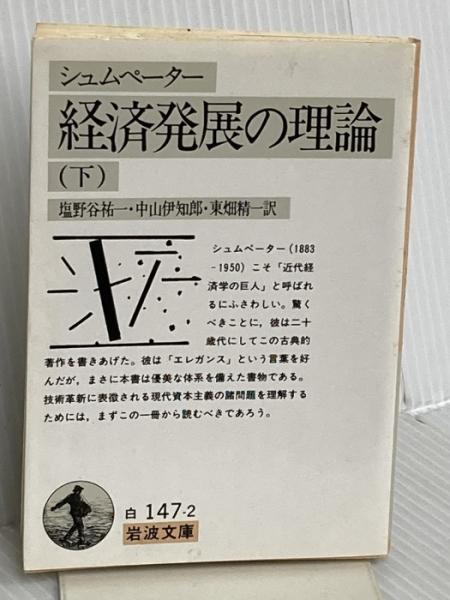 シュムペーター
経済発展の理論
(下)
塩野谷祐一・中山伊知郎・東畑精一訳
シュムペーター(1883
-1950)こそ「近代経
済学の巨人」と呼ばれ
るにふさわしい。驚く
べきことに,彼は二十
歳代にしてこの古典的
著作を書きあげた。彼は「エレガンス」という言葉を好
んだが,まさに本書は優美な体系を備えた書物である。
技術革新に表徴される現代資本主義の諸問題を理解する
ためには,まずこの一冊から読むべきであろう。
白 147-2
岩波文庫